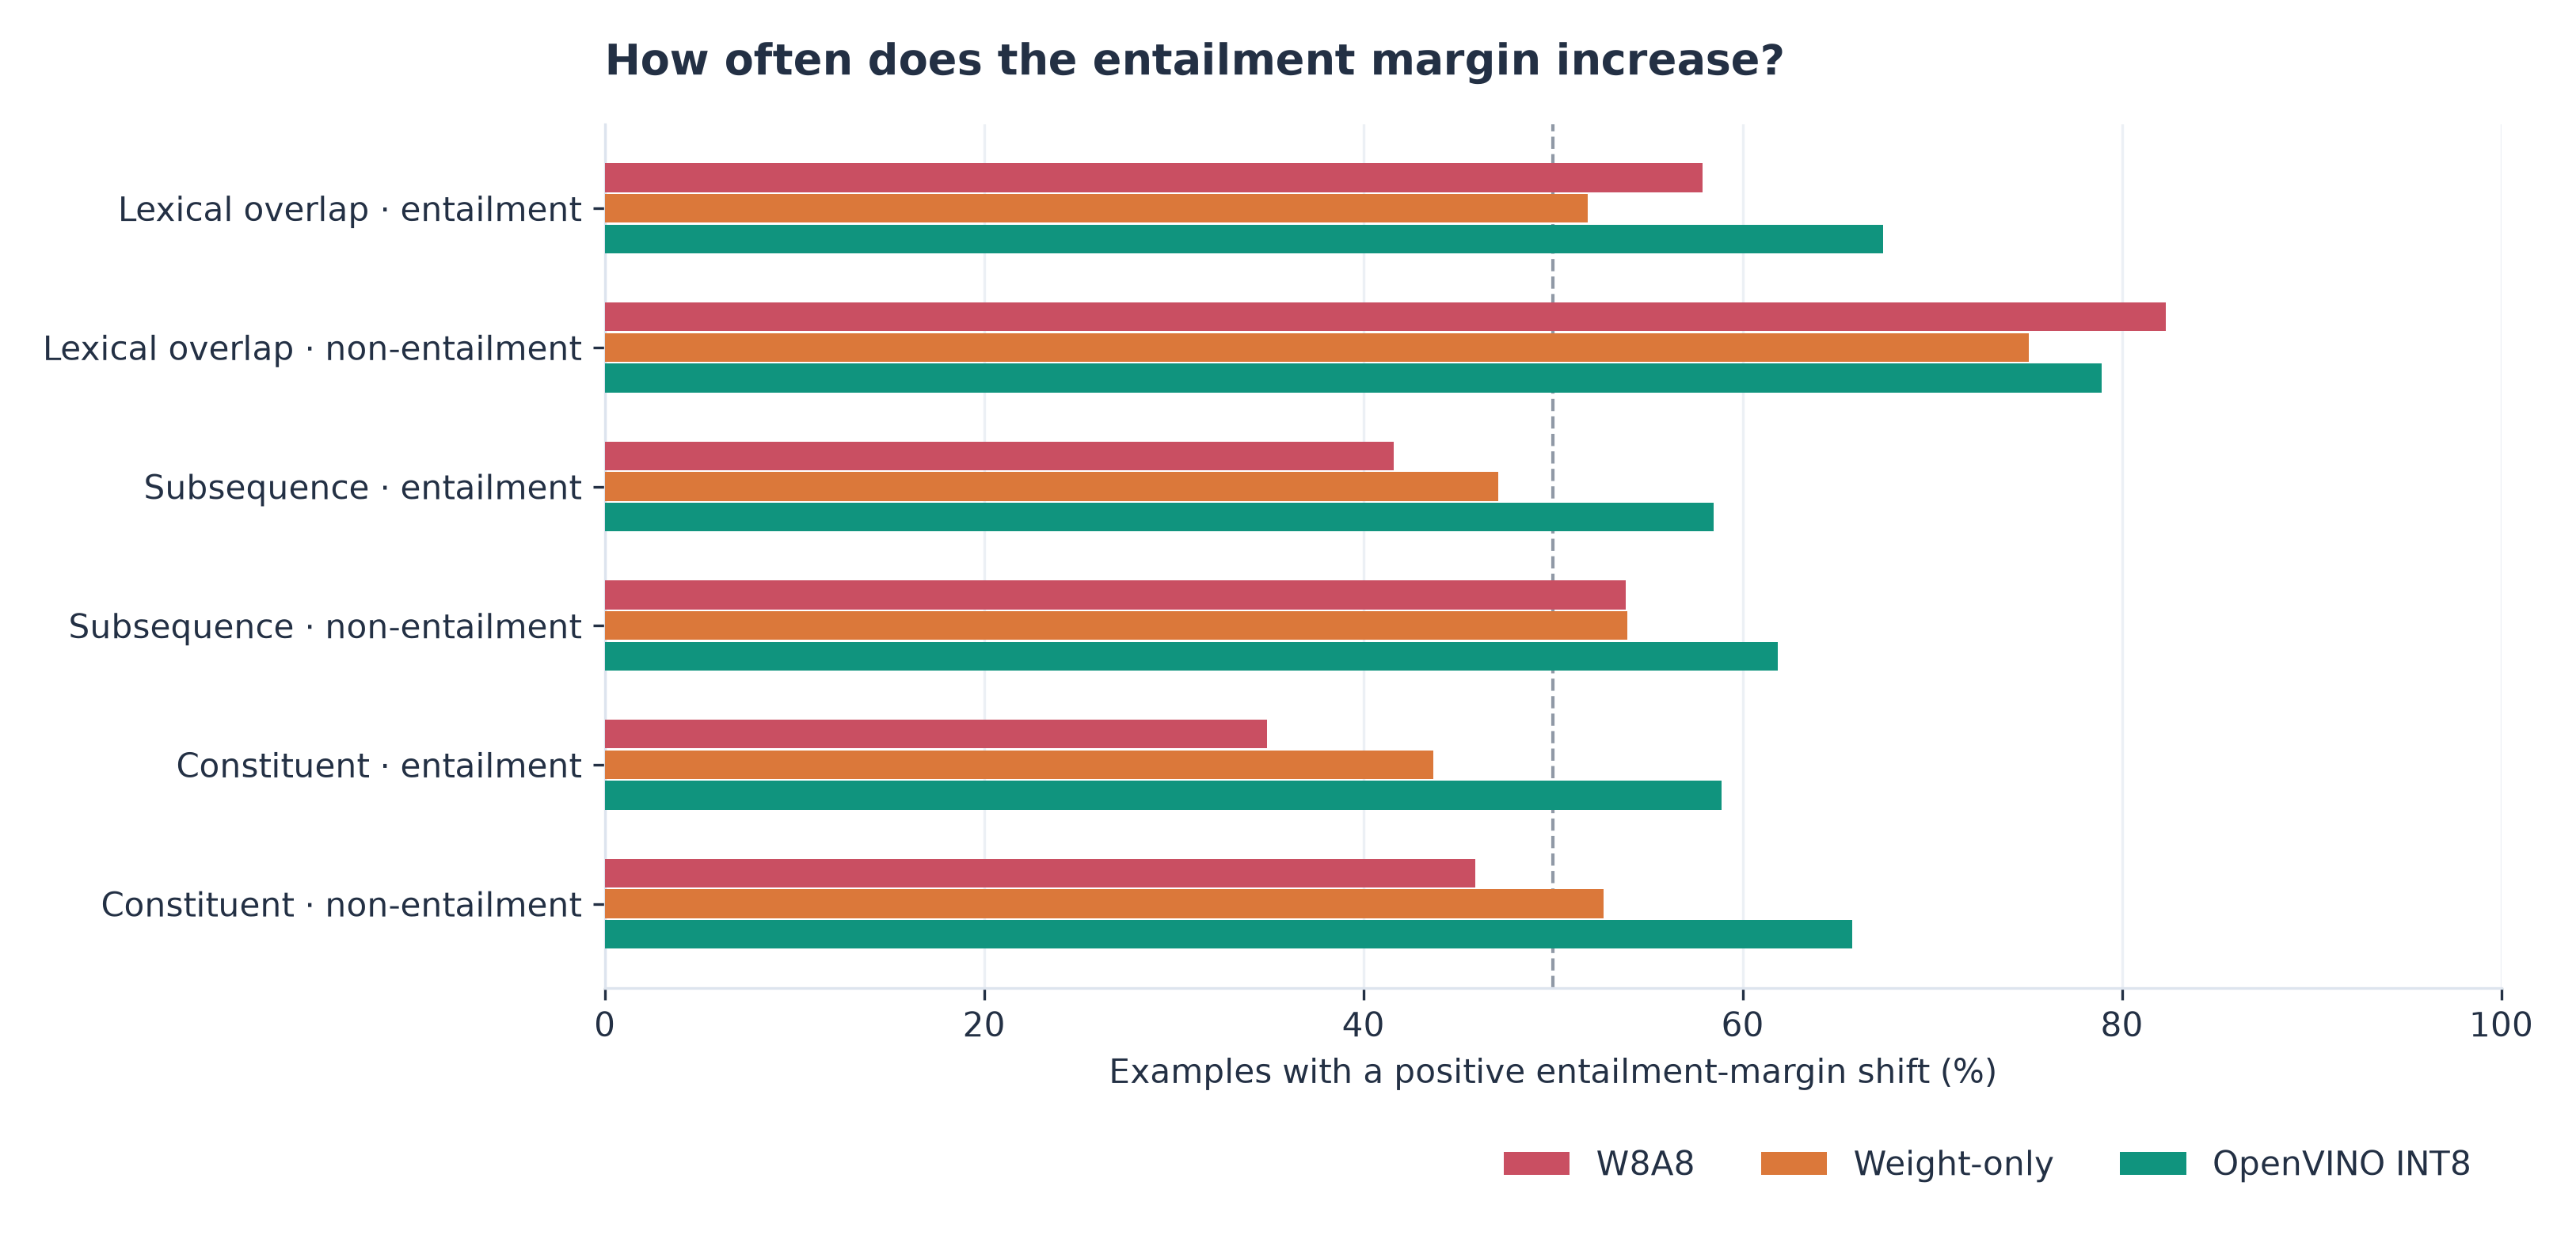 How often does the entailment margin increase?
Lexical overlap · entailment
Lexical overlap · non-entailment
Subsequence · entailment
Subsequence · non-entailment
Constituent · entailment
Constituent · non-entailment
0 20 40 60 80 100
Examples with a positive entailment-margin shift (%)
W8A8 Weight-only OpenVINO INT8